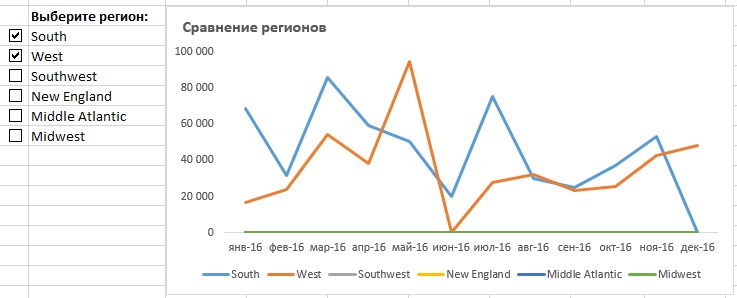 Выберите регион:
South
West
Southwest
New England
Middle Atlantic
Midwest
Сравнение регионов
100 000
80 000
60 000
40 000
20 000
0
янв-16 фев-16 мар-16 апр-16 май-16 июн-16 июл-16 авг-16 сен-16 окт-16 ноя-16 дек-16
South West Southwest New England Middle Atlantic Midwest